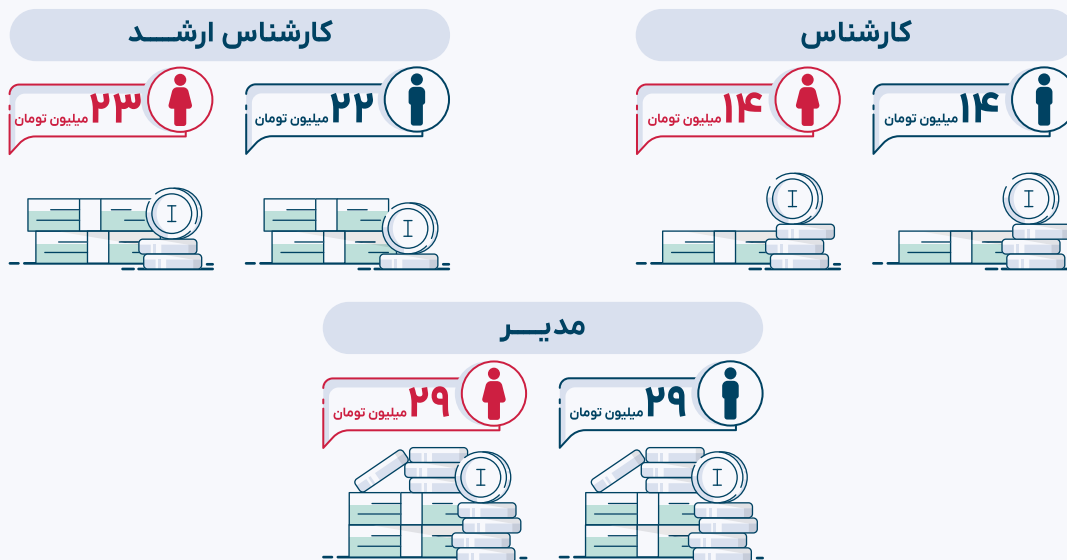 کارشناس
۱۴ میلیون تومان
۱۴ میلیون تومان
کارشناس ارشـــد
۲۲ میلیون تومان
۲۳ میلیون تومان
مدیـــر
۲۹ میلیون تومان
۲۹ میلیون تومان